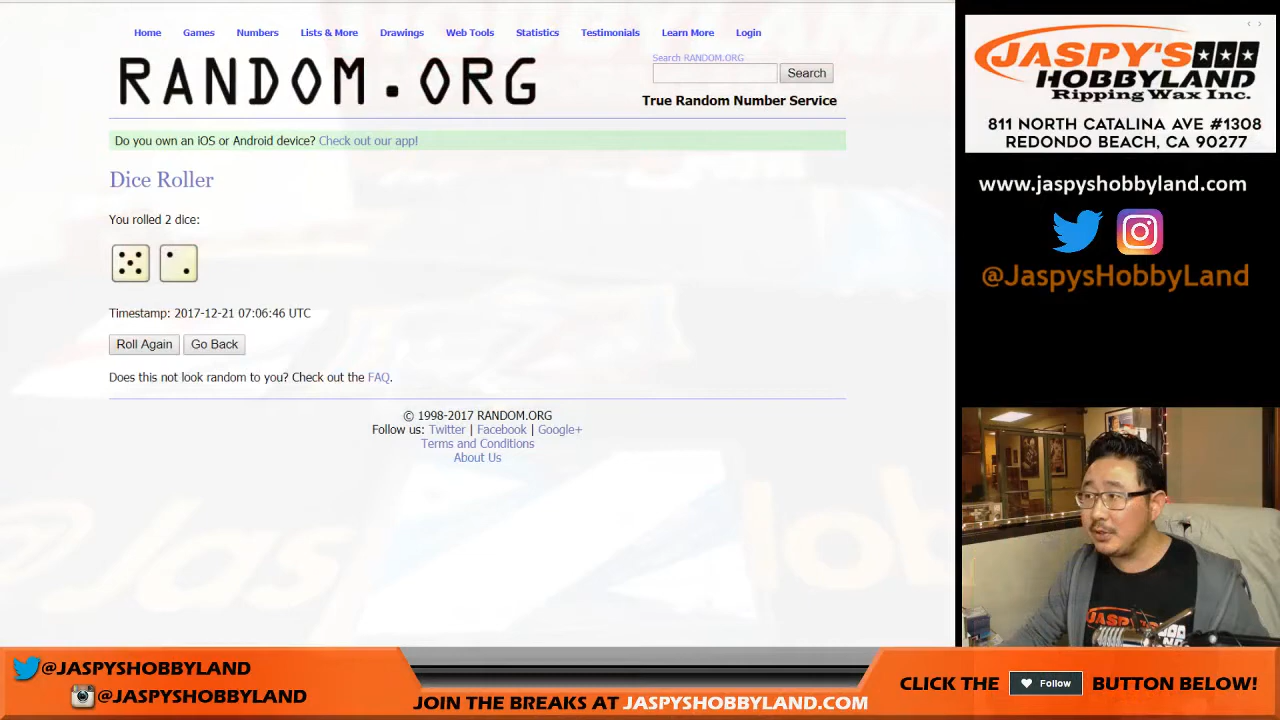 Home Games Numbers Lists & More Drawings Web Tools Statistics Testimonials Learn More Login
RANDOM.ORG
Search RANDOM.ORG
Search
True Random Number Service
Do you own an iOS or Android device? Check out our app!
Dice Roller
You rolled 2 dice:
Timestamp: 2017-12-21 07:06:46 UTC
Roll Again Go Back
Does this not look random to you? Check out the FAQ.
© 1998-2017 RANDOM.ORG
Follow us: Twitter | Facebook | Google+
Terms and Conditions
About Us
JASPY'S
HOBBYLAND
Ripping Wax Inc.
811 NORTH CATALINA AVE #1308
REDONDO BEACH, CA 90277
www.jaspyshobbyland.com
@JaspysHobbyLand
@JASPYSHOBBYLAND
@JASPYSHOBBYLAND
JOIN THE BREAKS AT JASPYSHOBBYLAND.COM
CLICK THE Follow BUTTON BELOW!